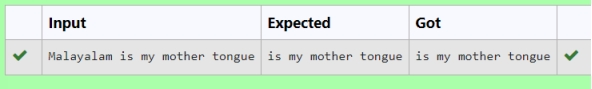 Input Expected Got
Malayalam is my mother tongue is my mother tongue is my mother tongue